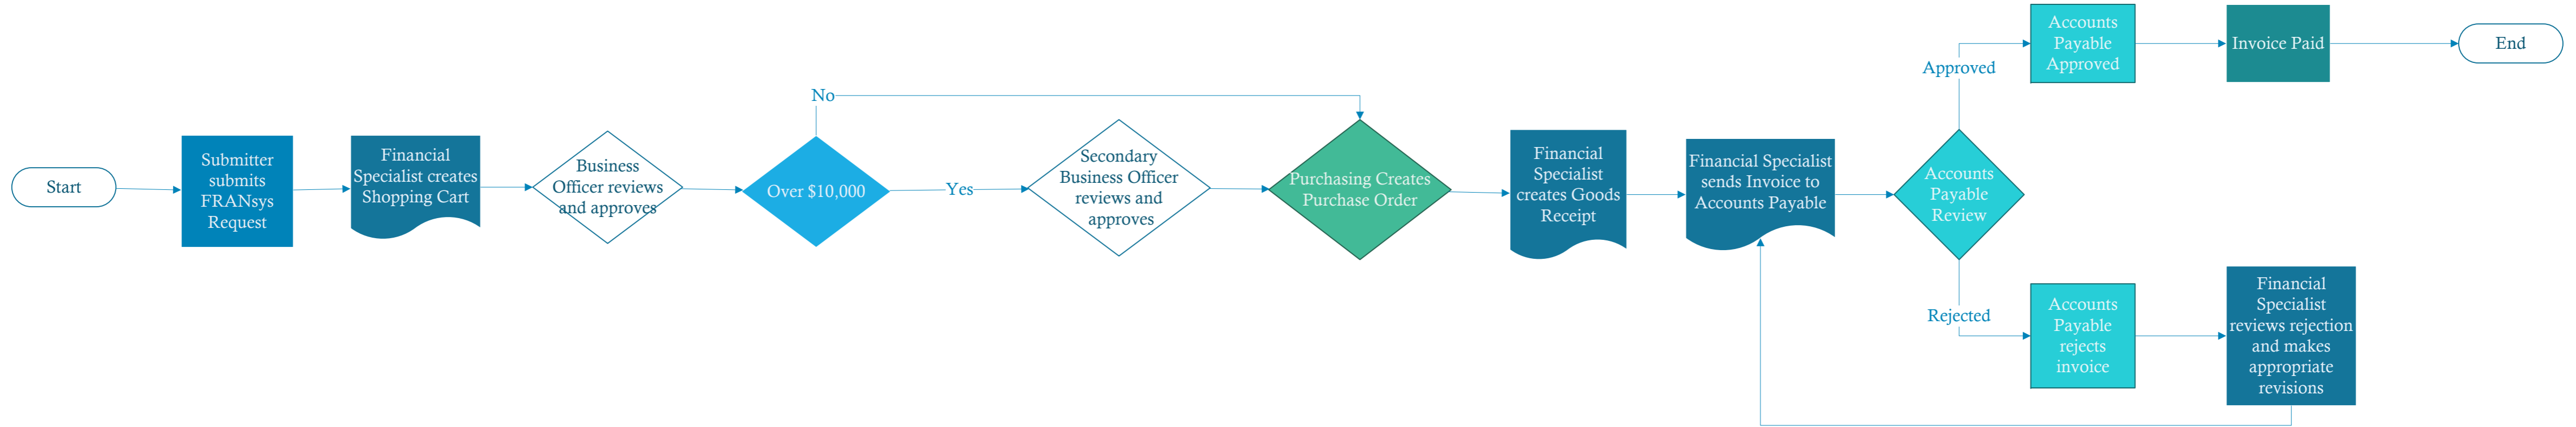 Start
Submitter
submits
FRANsys
Request
Financial
Specialist creates
Shopping Cart
Business
Officer reviews
and approves
Over $10,000
No
Yes
Secondary
Business Officer
reviews and
approves
Purchasing Creates
Purchase Order
Financial
Specialist
creates Goods
Receipt
Financial Specialist
sends Invoice to
Accounts Payable
Accounts
Payable
Review
Approved
Accounts
Payable
Approved
Invoice Paid
End
Rejected
Accounts
Payable
rejects
invoice
Financial
Specialist
reviews rejection
and makes
appropriate
revisions